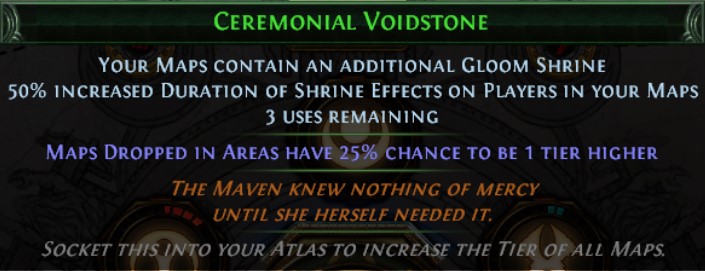 Ceremonial Voidstone
Your Maps contain an additional Gloom Shrine
50% increased Duration of Shrine Effects on Players in your Maps
3 uses remaining
Maps Dropped in Areas have 25% chance to be 1 tier higher
The Maven knew nothing of mercy
until she herself needed it.
Socket this into your Atlas to increase the Tier of all Maps.